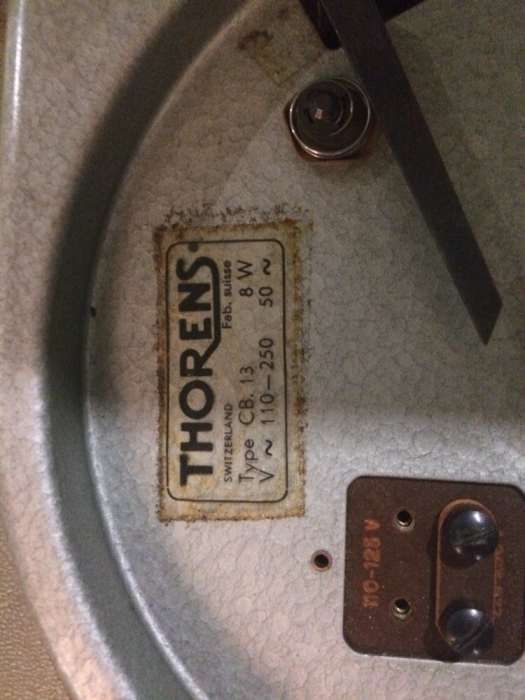 THORENS
SWITZERLAND Fab. suisse
Type CB. 13 8 W
V ~ 110-250 50 ~
110-125 V